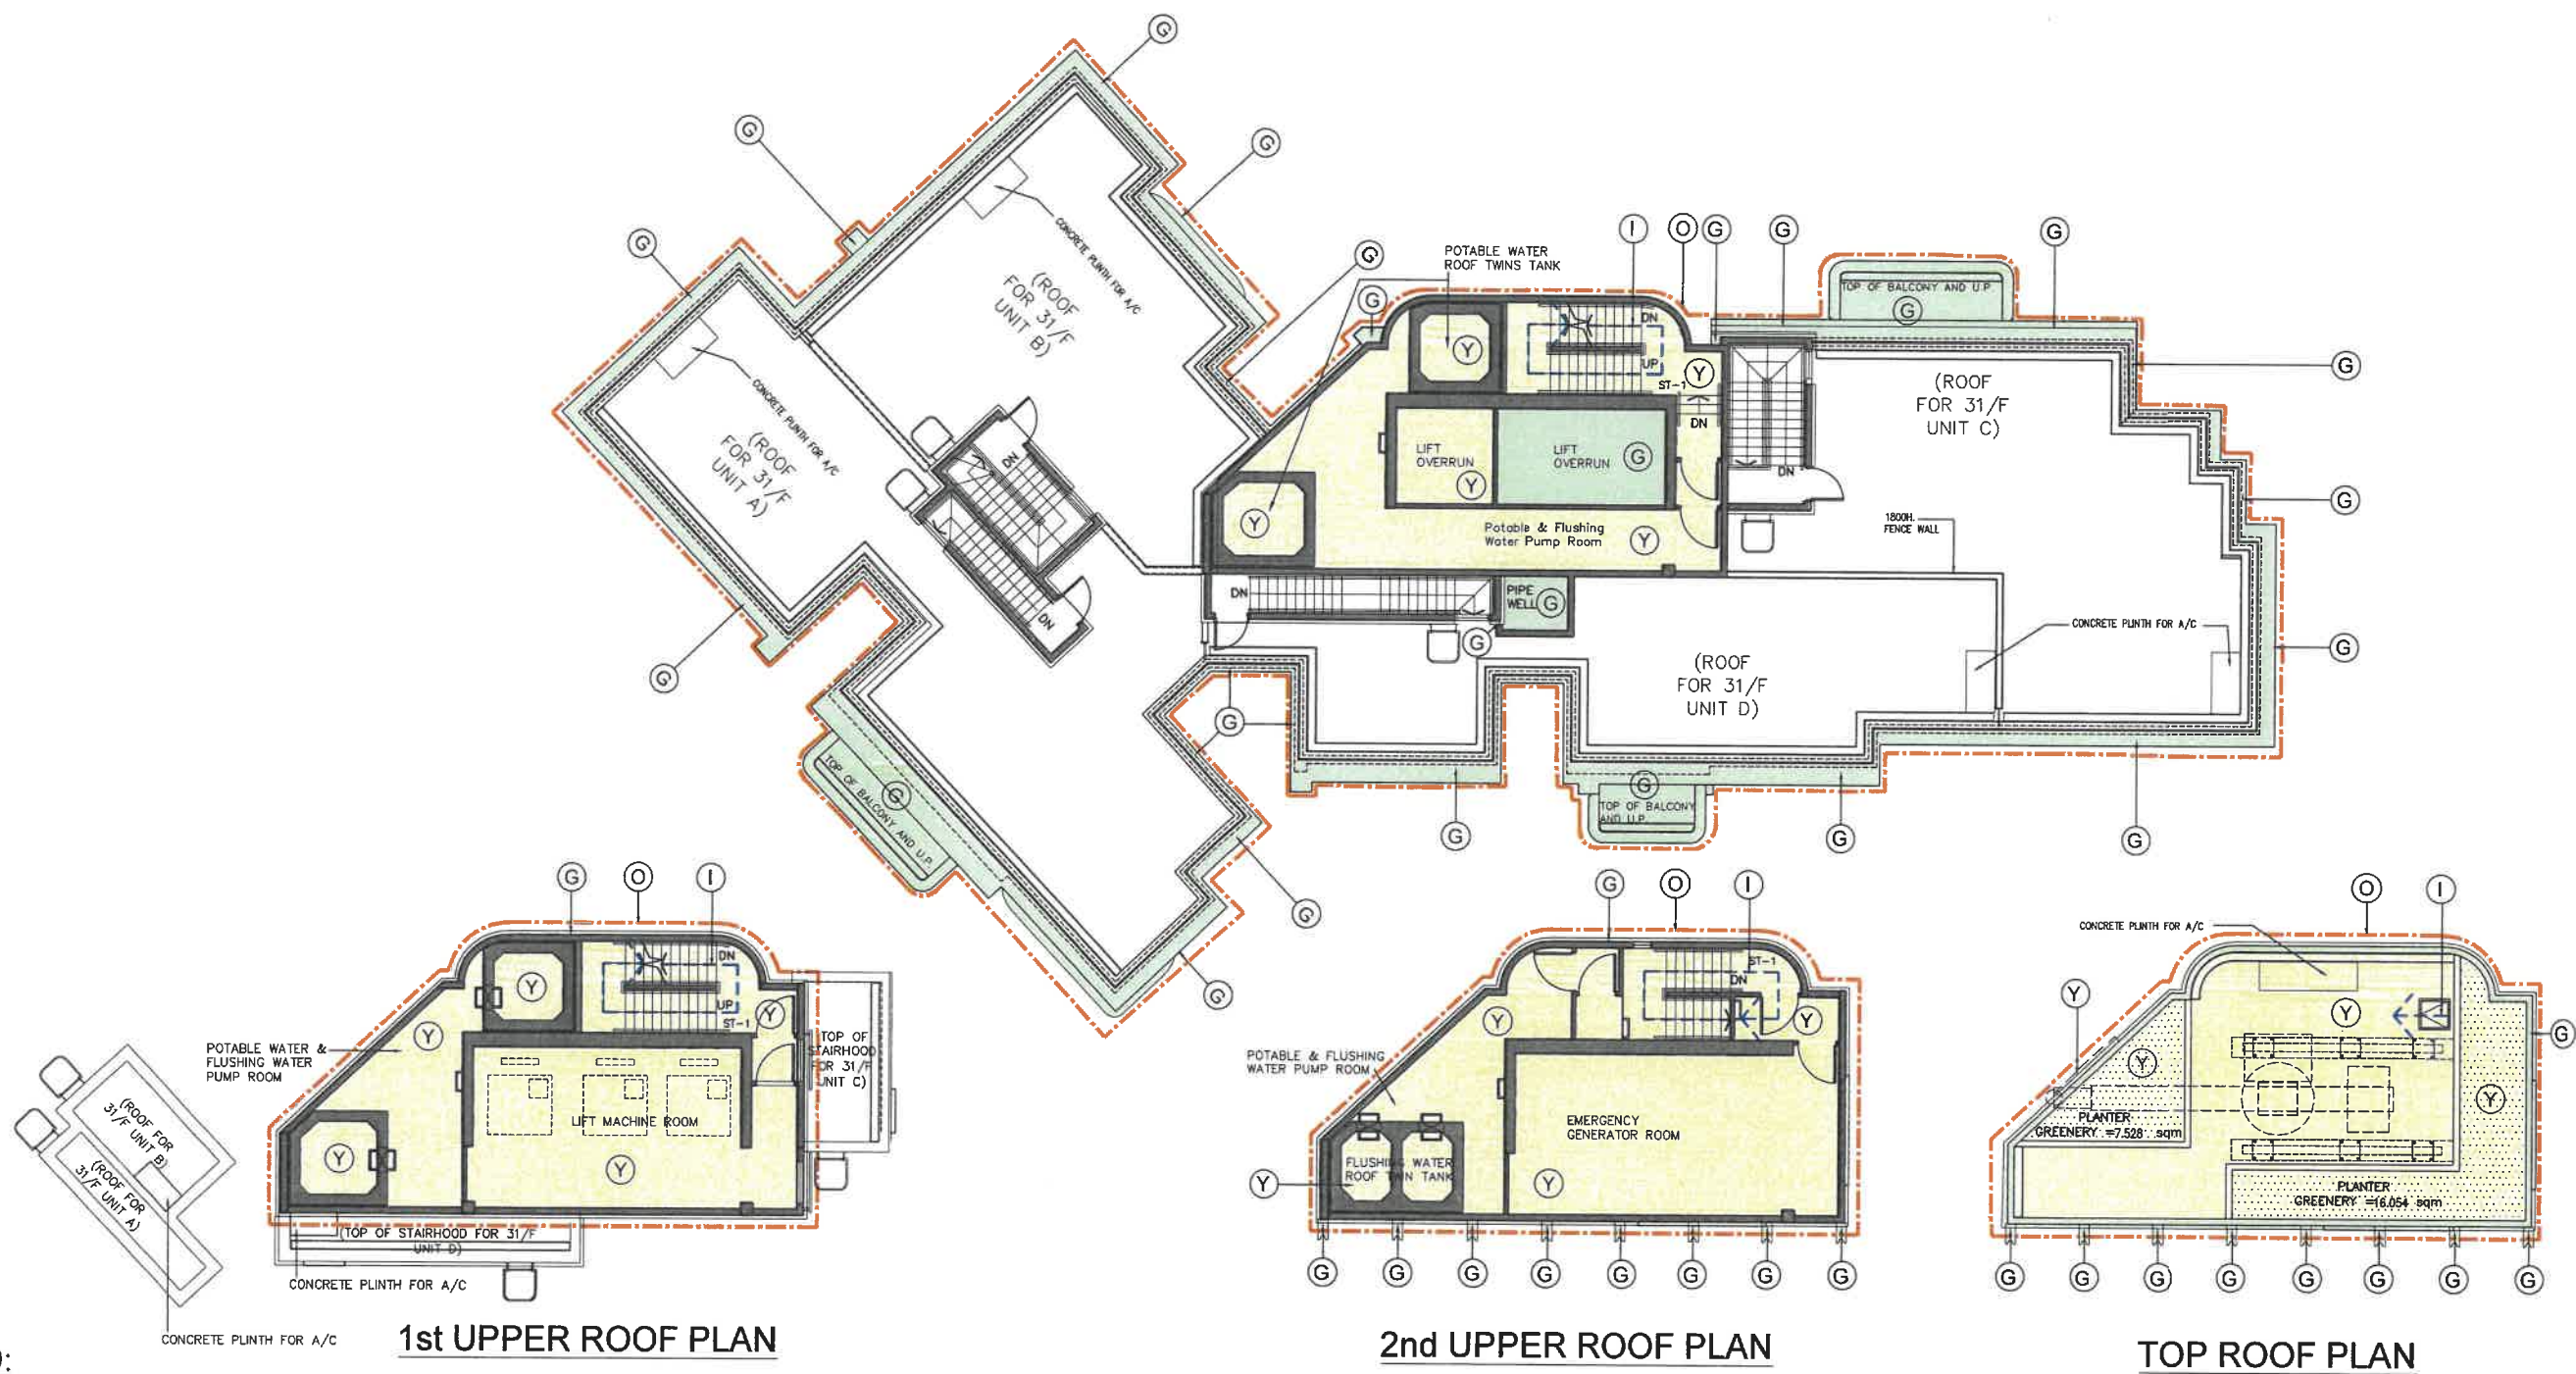 G
G
G
G
G
G
G
I
O
G
G
G
POTABLE WATER
ROOF TWINS TANK
CONCRETE PLINTH FOR A/C
(ROOF
FOR 31/F
UNIT B)
CONCRETE PLINTH FOR A/C
(ROOF
FOR 31/F
UNIT A)
DN
DN
TOP OF BALCONY AND U.P.
G
DN
UP
ST-1
Y
Y
DN
LIFT
OVERRUN
Y
LIFT
OVERRUN
G
Y
Potable & Flushing
Water Pump Room
Y
DN
(ROOF
FOR 31/F
UNIT C)
G
G
1800H.
FENCE WALL
DN
PIPE
WELL
G
G
CONCRETE PLINTH FOR A/C
G
(ROOF
FOR 31/F
UNIT D)
G
G
G
TOP OF BALCONY
AND U.P.
G
G
G
TOP OF BALCONY AND U.P.
G
G
G
G
O
I
DN
UP
ST-1
Y
Y
Y
POTABLE WATER &
FLUSHING WATER
PUMP ROOM
LIFT MACHINE ROOM
Y
Y
TOP OF
STAIRHOOD
FOR 31/F
UNIT C)
(ROOF FOR
31/F UNIT B)
(ROOF FOR
31/F UNIT A)
(TOP OF STAIRHOOD FOR 31/F
UNIT D)
CONCRETE PLINTH FOR A/C
CONCRETE PLINTH FOR A/C
1st UPPER ROOF PLAN
G
O
I
ST-1
DN
Y
Y
POTABLE & FLUSHING
WATER PUMP ROOM
EMERGENCY
GENERATOR ROOM
Y
FLUSHING WATER
ROOF TWIN TANK
Y
G
G
G
G
G
G
G
G
2nd UPPER ROOF PLAN
O
I
CONCRETE PLINTH FOR A/C
Y
Y
Y
G
Y
PLANTER
GREENERY =7.528 sqm
PLANTER
GREENERY =16.054 sqm
G
G
G
G
G
G
G
G
TOP ROOF PLAN